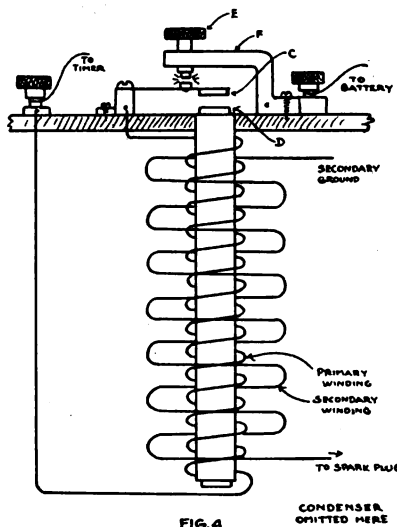 E
F
TO
TIMER
C
TO
BATTERY
D
SECONDARY
GROUND
PRIMARY
WINDING
SECONDARY
WINDING
TO SPARK PLUG
FIG. 4
CONDENSER
OMITTED HERE